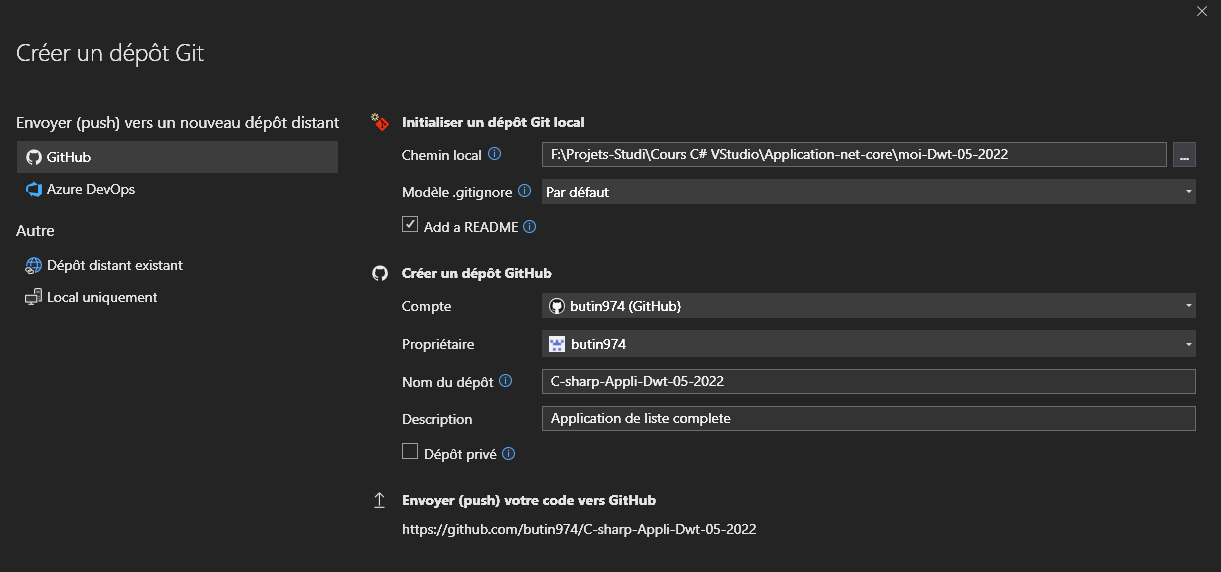 Créer un dépôt Git
Envoyer (push) vers un nouveau dépôt distant
GitHub
Azure DevOps
Autre
Dépôt distant existant
Local uniquement
Initialiser un dépôt Git local
Chemin local
F:\Projets-Studi\Cours C# VStudio\Application-net-core\moi-Dwt-05-2022
...
Modèle .gitignore
Par défaut
Add a README
Créer un dépôt GitHub
Compte
butin974 (GitHub)
Propriétaire
butin974
Nom du dépôt
C-sharp-Appli-Dwt-05-2022
Description
Application de liste complete
Dépôt privé
Envoyer (push) votre code vers GitHub
https://github.com/butin974/C-sharp-Appli-Dwt-05-2022